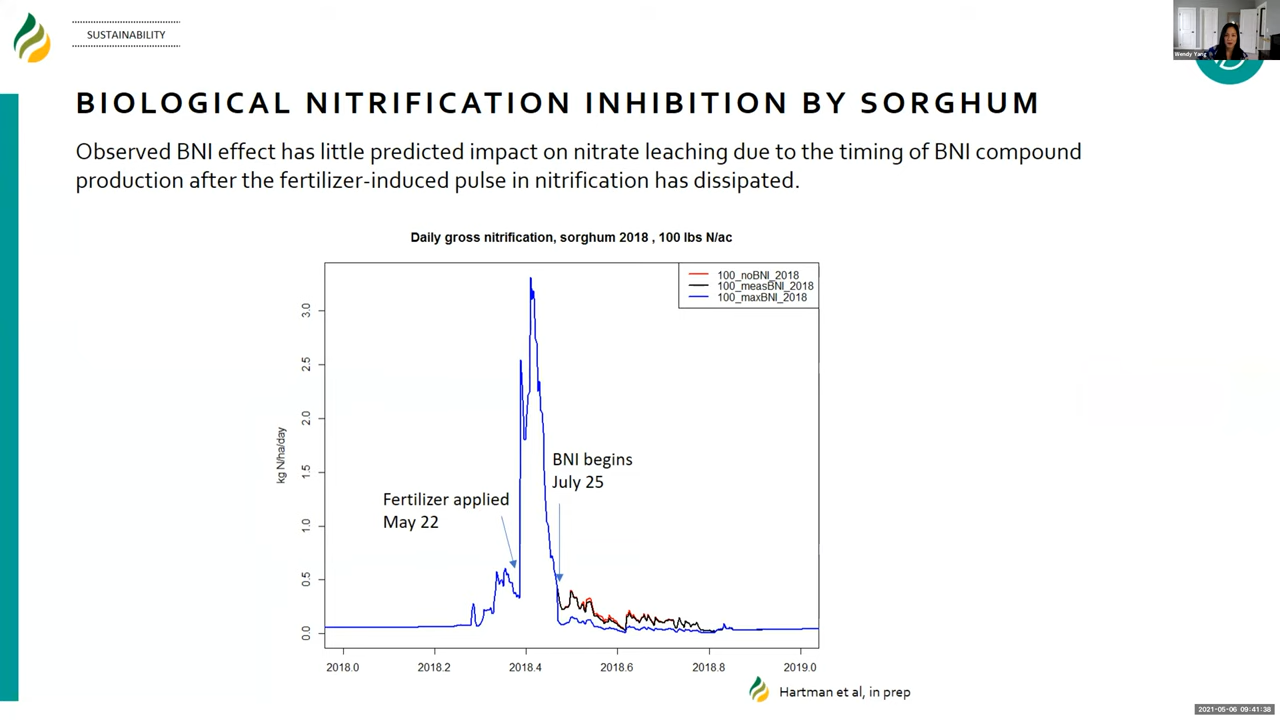 SUSTAINABILITY
Wendy Yang
BIOLOGICAL NITRIFICATION INHIBITION BY SORGHUM
Observed BNI effect has little predicted impact on nitrate leaching due to the timing of BNI compound
production after the fertilizer-induced pulse in nitrification has dissipated.
Daily gross nitrification, sorghum 2018 , 100 lbs N/ac
100_noBNI_2018
100_measBNI_2018
100_maxBNI_2018
kg N/ha/day
3.0
2.5
2.0
1.5
1.0
0.5
0.0
BNI begins
July 25
Fertilizer applied
May 22
2018.0 2018.2 2018.4 2018.6 2018.8 2019.0
Hartman et al, in prep
2021-05-06 09:41:38